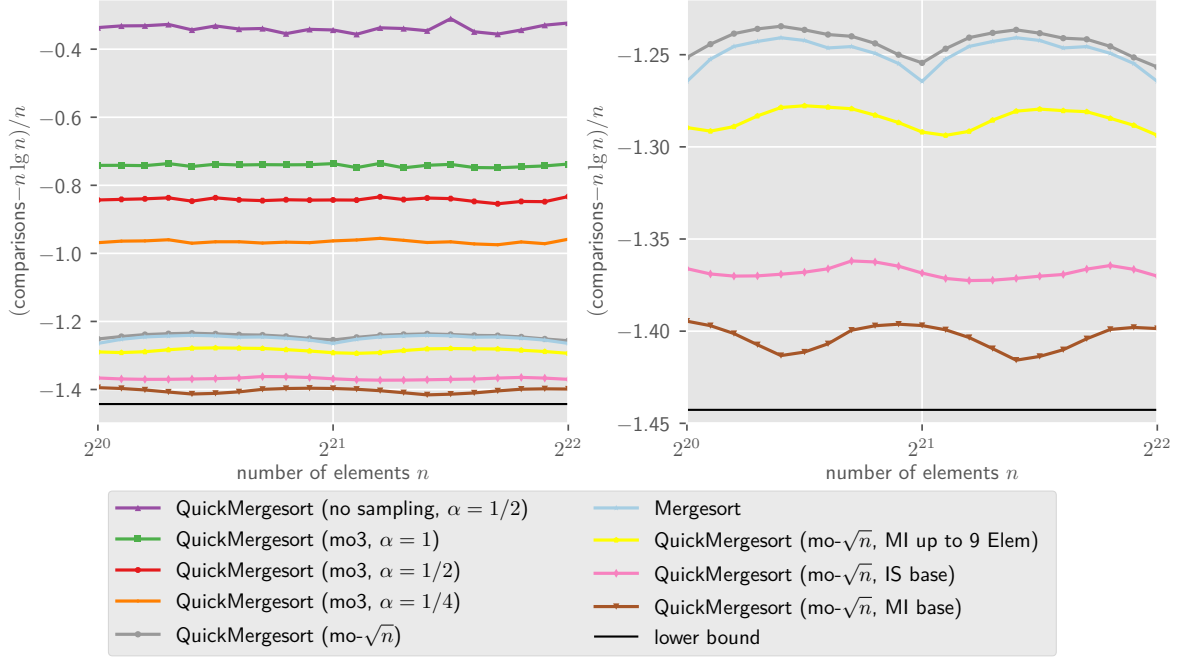 −0.4
−0.6
−0.8
−1.0
−1.2
−1.4
(comparisons−n lg n)/n
2^20
2^21
2^22
number of elements n
−1.25
−1.30
−1.35
−1.40
−1.45
(comparisons−n lg n)/n
2^20
2^21
2^22
number of elements n
QuickMergesort (no sampling, α = 1/2)
QuickMergesort (mo3, α = 1)
QuickMergesort (mo3, α = 1/2)
QuickMergesort (mo3, α = 1/4)
QuickMergesort (mo-√n)
Mergesort
QuickMergesort (mo-√n, MI up to 9 Elem)
QuickMergesort (mo-√n, IS base)
QuickMergesort (mo-√n, MI base)
lower bound